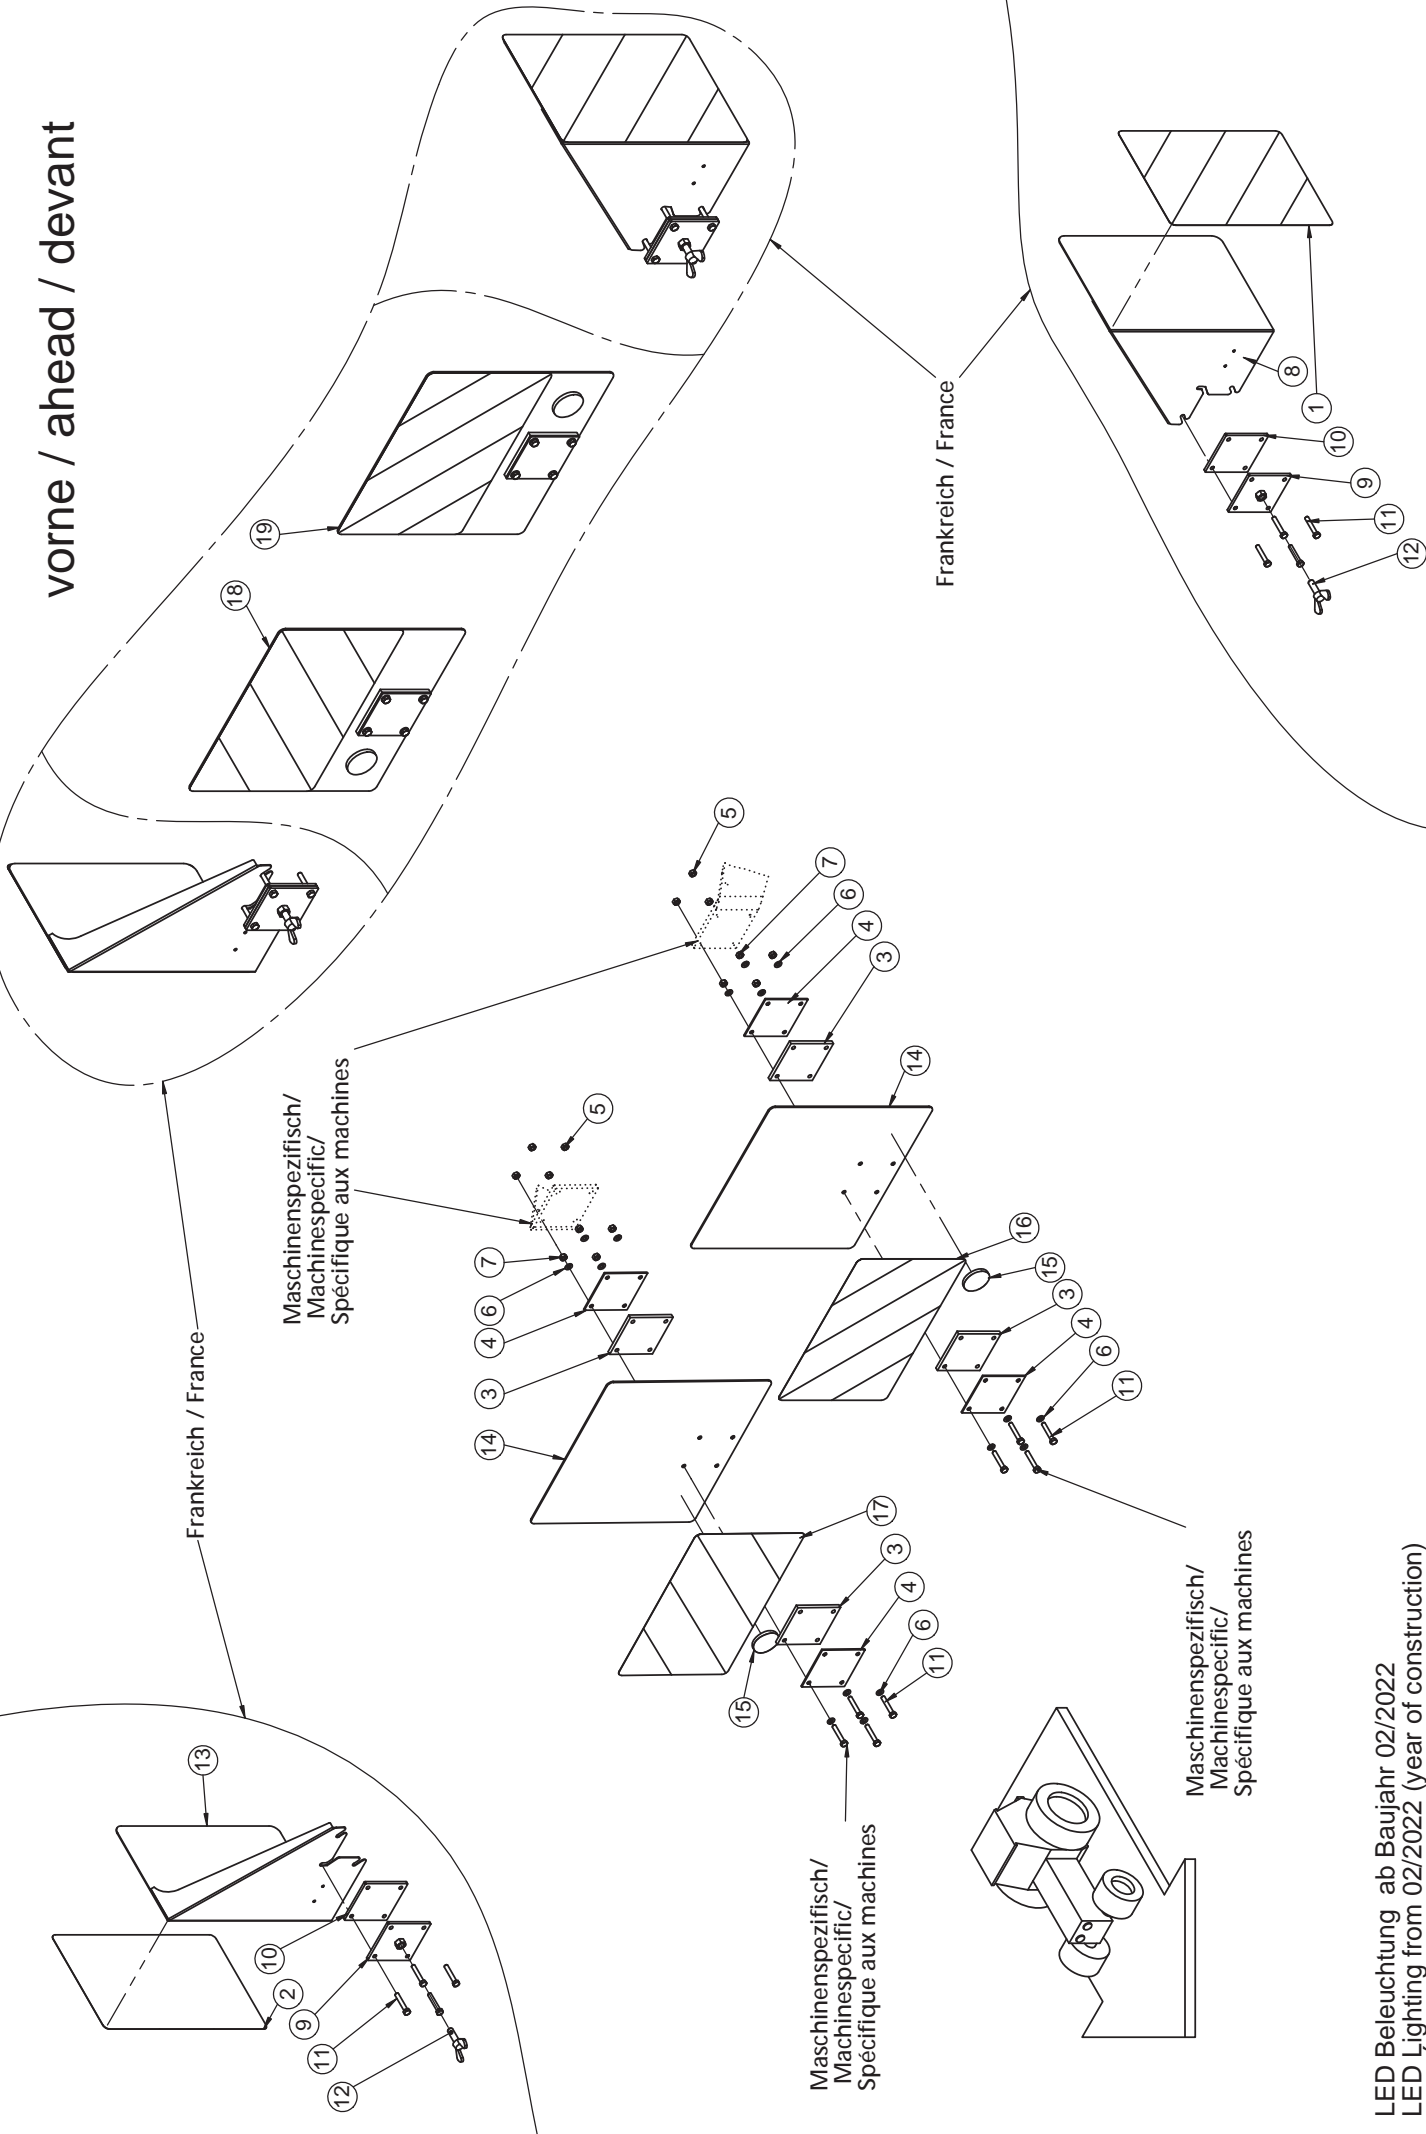 vorne / ahead / devant
19
18
Frankreich / France
8
1
10
9
11
12
5
7
6
4
3
14
Maschinenspezifisch/
Machinespecific/
Spécifique aux machines
5
7
6
4
3
14
16
15
3
4
6
11
17
3
4
6
11
15
Frankreich / France
13
10
2
9
11
12
Maschinenspezifisch/
Machinespecific/
Spécifique aux machines
Maschinenspezifisch/
Machinespecific/
Spécifique aux machines
LED Beleuchtung ab Baujahr 02/2022
LED Lighting from 02/2022 (year of construction)